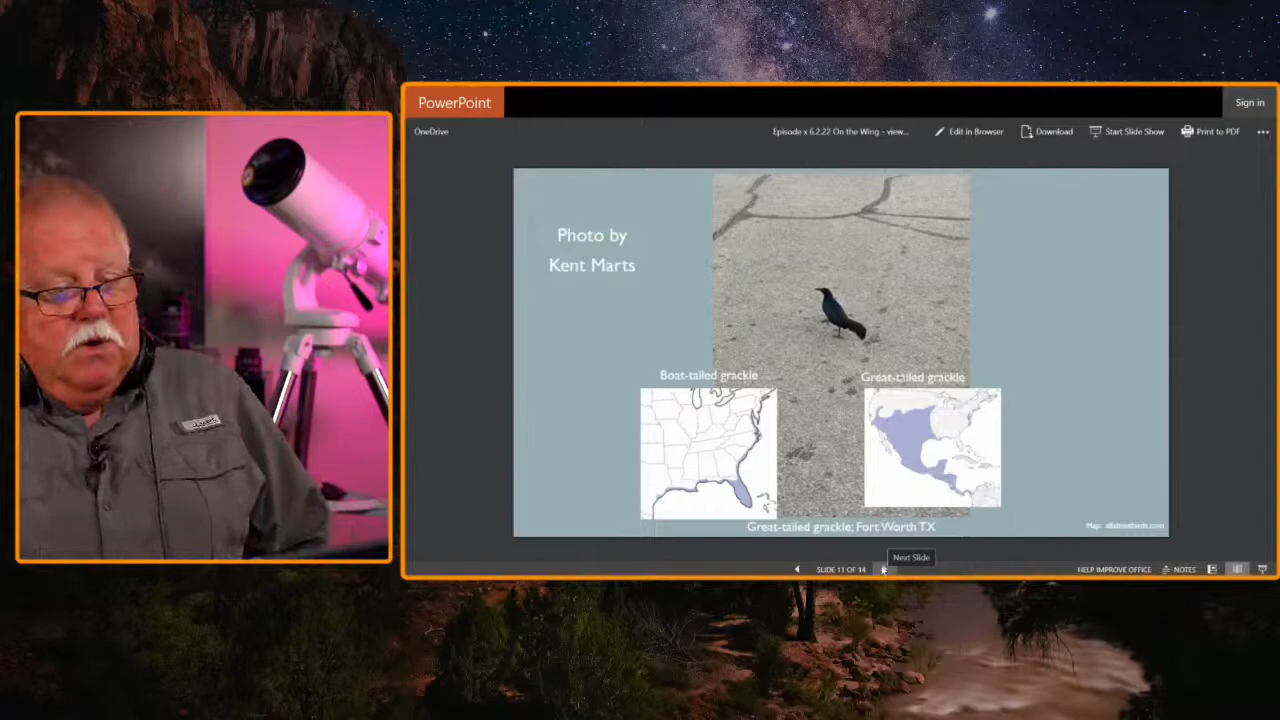 PowerPoint
Sign in
OneDrive
Episode x 6.2.22 On the Wing - view...
Edit in Browser
Download
Start Slide Show
Print to PDF
Photo by
Kent Marts
Boat-tailed grackle
Great-tailed grackle
Great-tailed grackle: Fort Worth TX
Map: allaboutbirds.com
Next Slide
SLIDE 11 OF 14
HELP IMPROVE OFFICE
NOTES